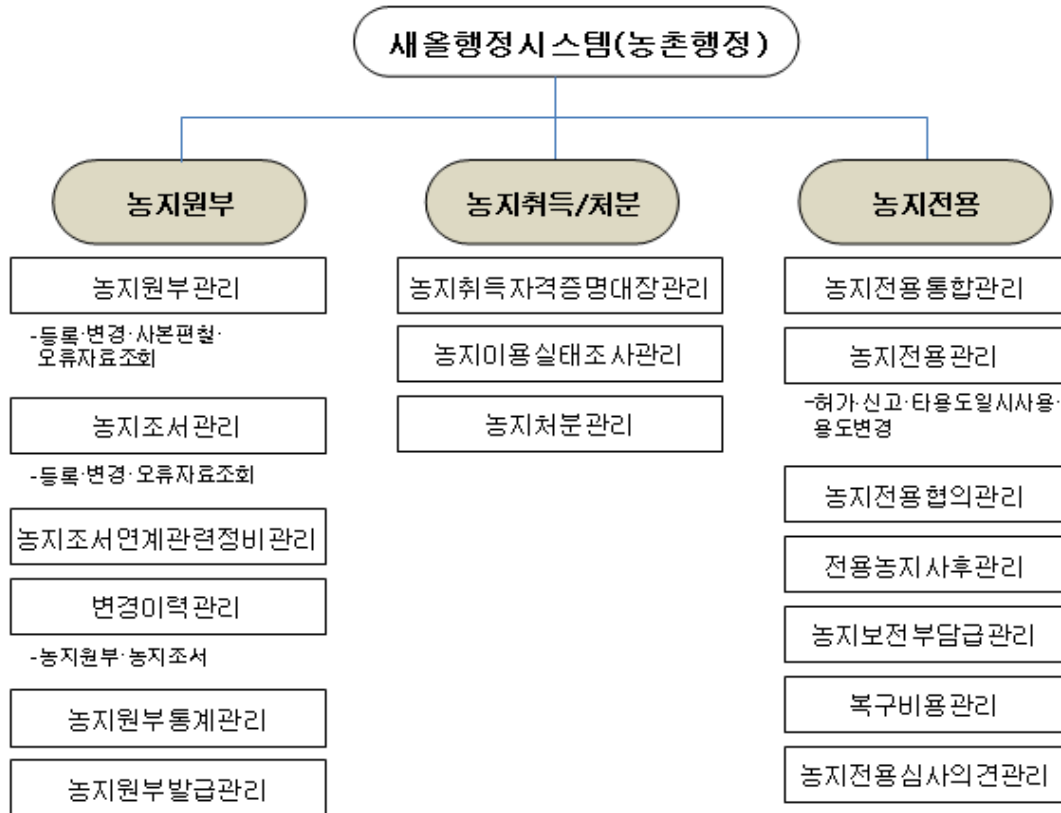 새올행정시스템(농촌행정)
농지원부
농지원부관리
-등록·변경·사본편철·
오류자료조회
농지조서관리
-등록·변경·오류자료조회
농지조서연계관련정비관리
변경이력관리
-농지원부·농지조서
농지원부통계관리
농지원부발급관리
농지취득/처분
농지취득자격증명대장관리
농지이용실태조사관리
농지처분관리
농지전용
농지전용통합관리
농지전용관리
-허가·신고·타용도일시사용·
용도변경
농지전용협의관리
전용농지사후관리
농지보전부담금관리
복구비용관리
농지전용심사의견관리